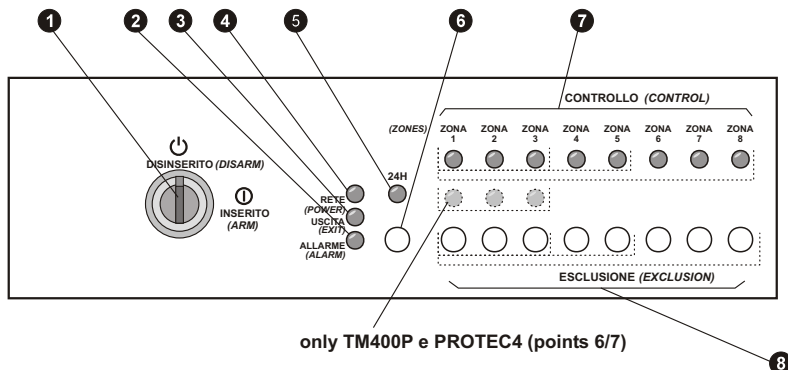 1 2 3 4 5 6 7
CONTROLLO (CONTROL)
(ZONES) ZONA 1 ZONA 2 ZONA 3 ZONA 4 ZONA 5 ZONA 6 ZONA 7 ZONA 8
DISINSERITO (DISARM)
INSERITO
(ARM)
24H
RETE
(POWER)
USCITA
(EXIT)
ALLARME
(ALARM)
ESCLUSIONE (EXCLUSION)
only TM400P e PROTEC4 (points 6/7)
8